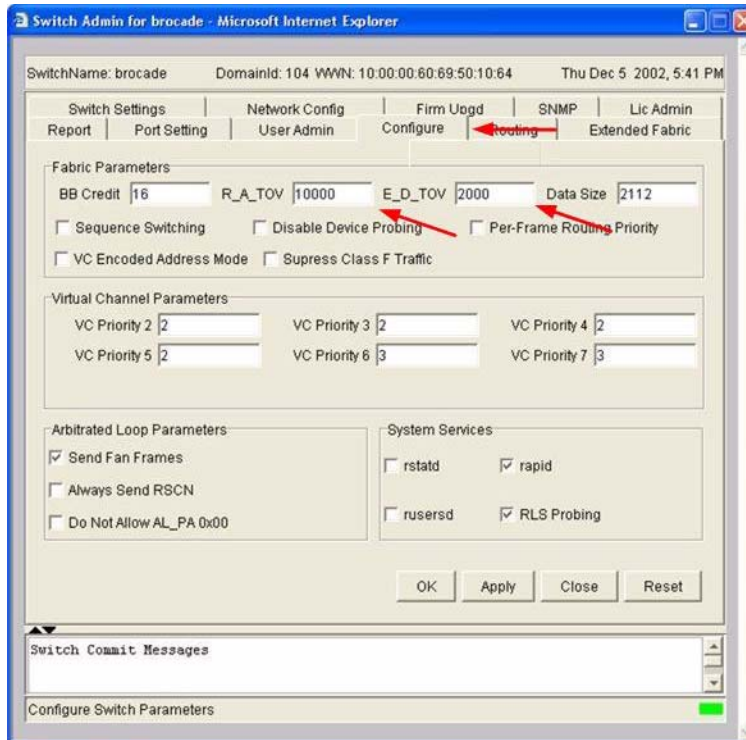 Switch Admin for brocade - Microsoft Internet Explorer
SwitchName: brocade DomainId: 104 WWN: 10:00:00:60:69:50:10:64 Thu Dec 5 2002, 5:41 PM
Switch Settings Network Config Firm Upgd SNMP Lic Admin
Report Port Setting User Admin Configure Routing Extended Fabric
Fabric Parameters
BB Credit 16 R_A_TOV 10000 E_D_TOV 2000 Data Size 2112
Sequence Switching Disable Device Probing Per-Frame Routing Priority
VC Encoded Address Mode Supress Class F Traffic
Virtual Channel Parameters
VC Priority 2 2 VC Priority 3 2 VC Priority 4 2
VC Priority 5 2 VC Priority 6 3 VC Priority 7 3
Arbitrated Loop Parameters
Send Fan Frames
Always Send RSCN
Do Not Allow AL_PA 0x00
System Services
rstatd rapid
rusersd RLS Probing
OK Apply Close Reset
Switch Commit Messages
Configure Switch Parameters